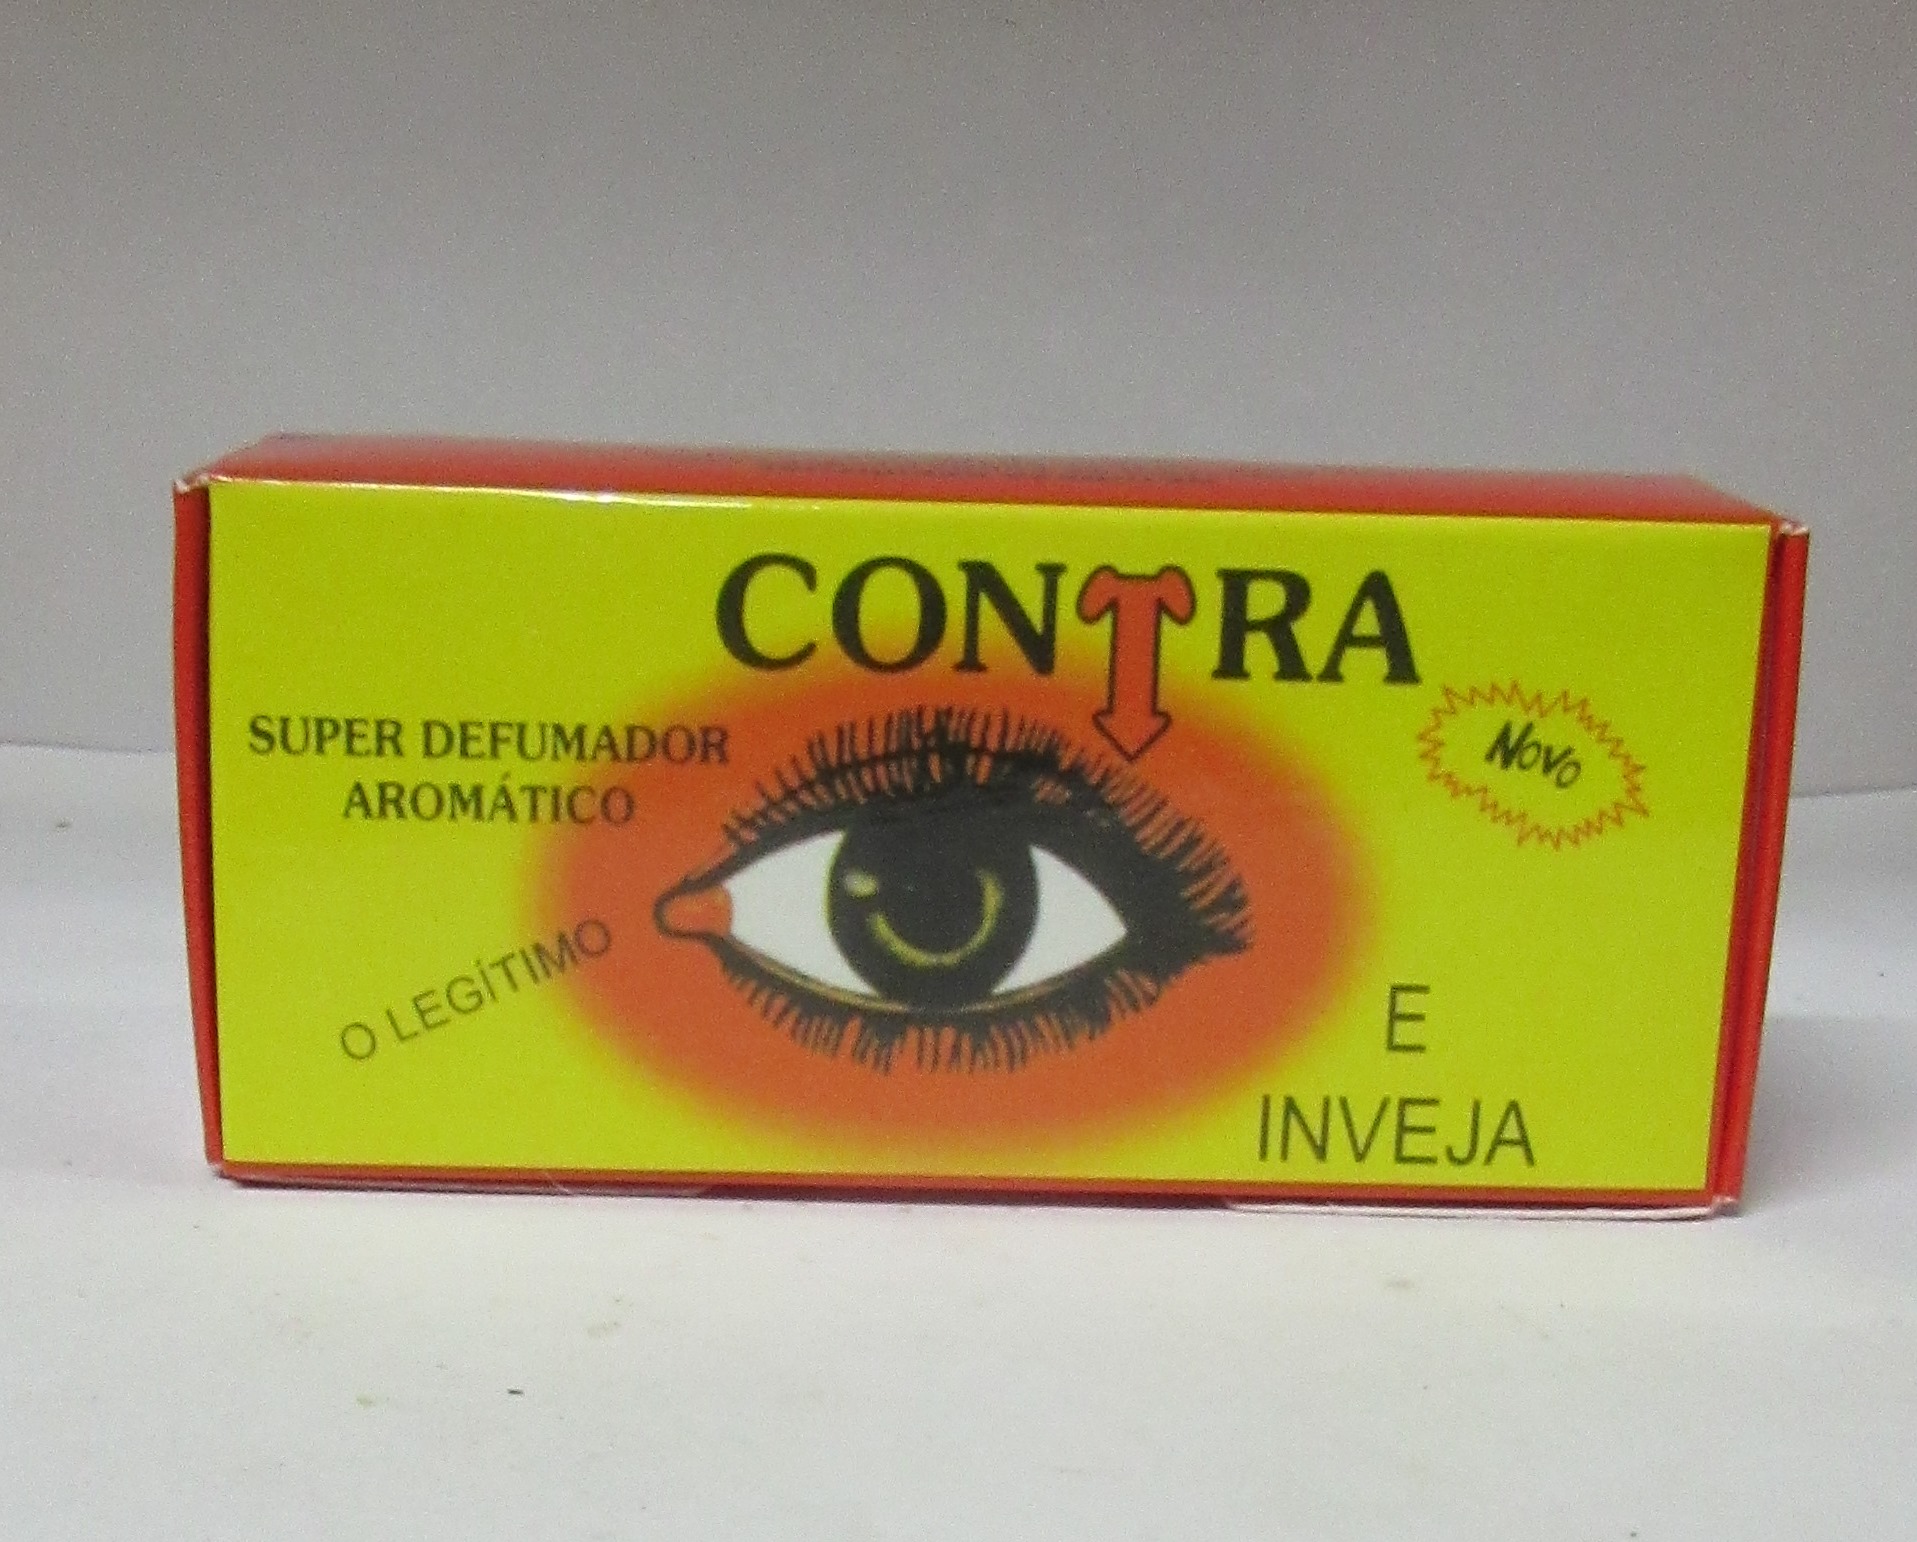 CONTRA
SUPER DEFUMADOR
AROMÁTICO
Novo
O LEGÍTIMO
E
INVEJA